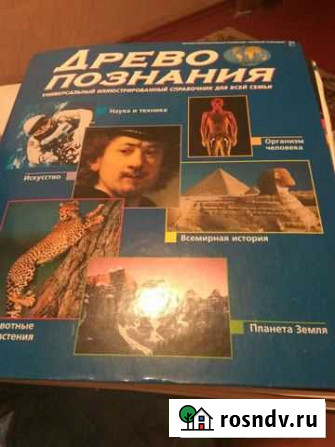 ДРЕВО
ПОЗНАНИЯ
УНИВЕРСАЛЬНЫЙ ИЛЛЮСТРИРОВАННЫЙ СПРАВОЧНИК ДЛЯ ВСЕЙ СЕМЬИ
Наука и техника
Организм
человека
Искусство
Всемирная история
вотные
астения
Планета Земля
rosndv.ru